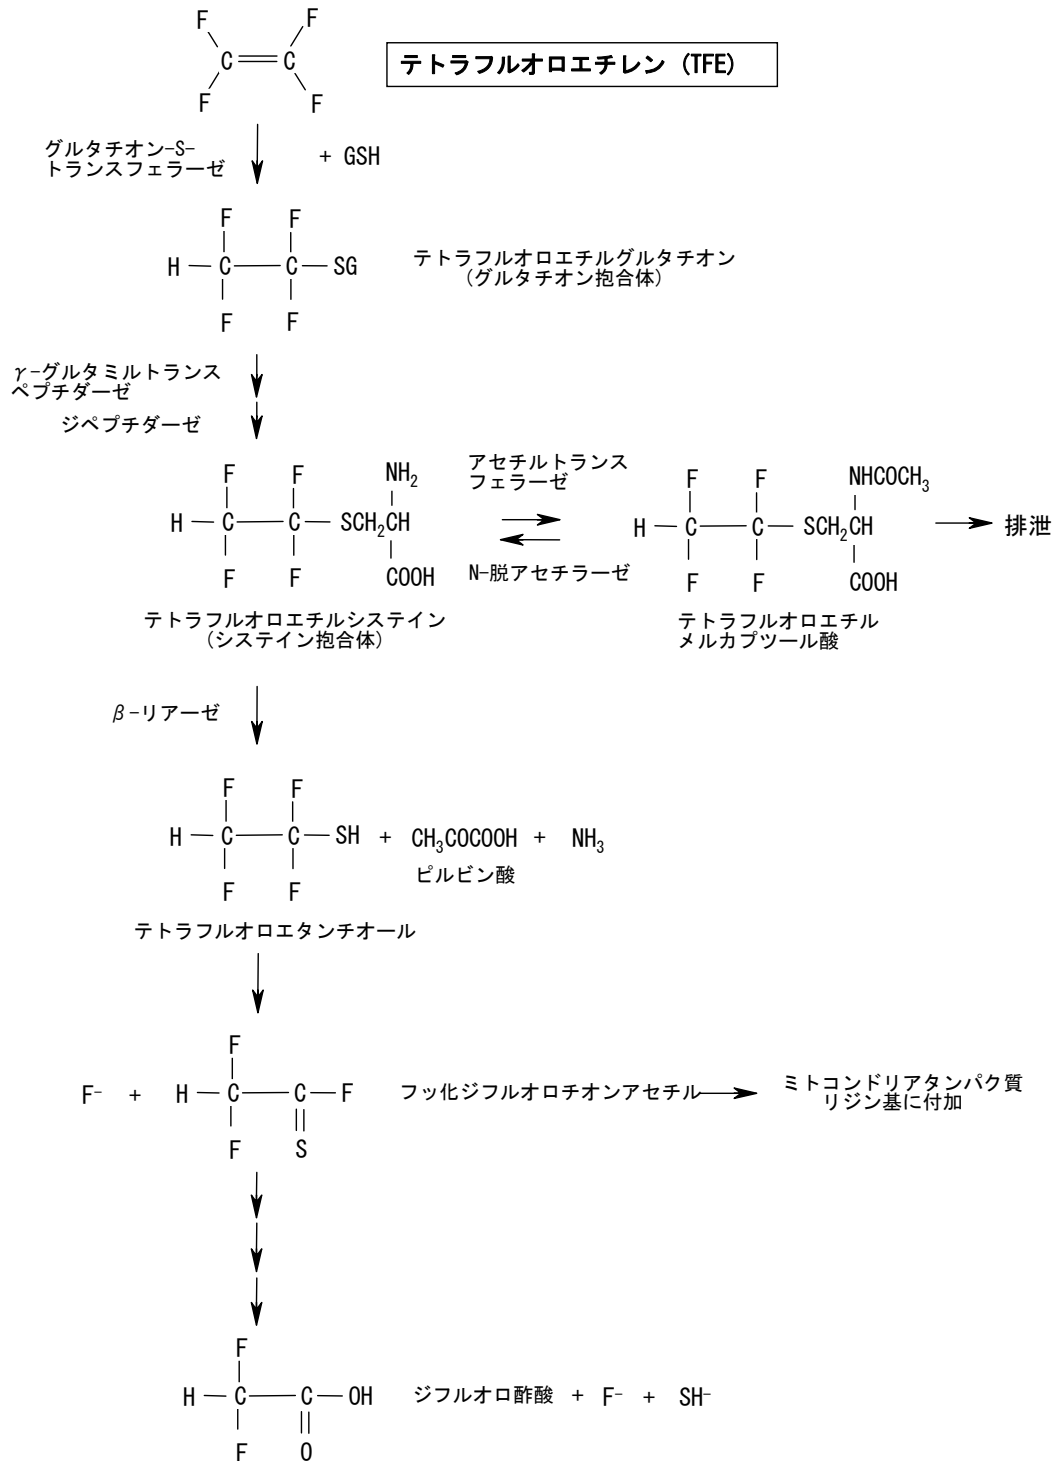 F F
C C
F F
テトラフルオロエチレン (TFE)
グルタチオン-S-
トランスフェラーゼ
+ GSH
F F
H C C SG
F F
テトラフルオロエチルグルタチオン
(グルタチオン抱合体)
γ-グルタミルトランス
ペプチダーゼ
ジペプチダーゼ
F F NH2
H C C SCH2CH
F F COOH
テトラフルオロエチルシステイン
(システイン抱合体)
アセチルトランス
フェラーゼ
N-脱アセチラーゼ
F F NHCOCH3
H C C SCH2CH
F F COOH
テトラフルオロエチル
メルカプツール酸
排泄
β-リアーゼ
F F
H C C SH + CH3COCOOH + NH3
F F
ピルビン酸
テトラフルオロエタンチオール
F
F- + H C C F
F S
フッ化ジフルオロチオンアセチル
ミトコンドリアタンパク質
リジン基に付加
F
H C C OH
F O
ジフルオロ酢酸 + F- + SH-